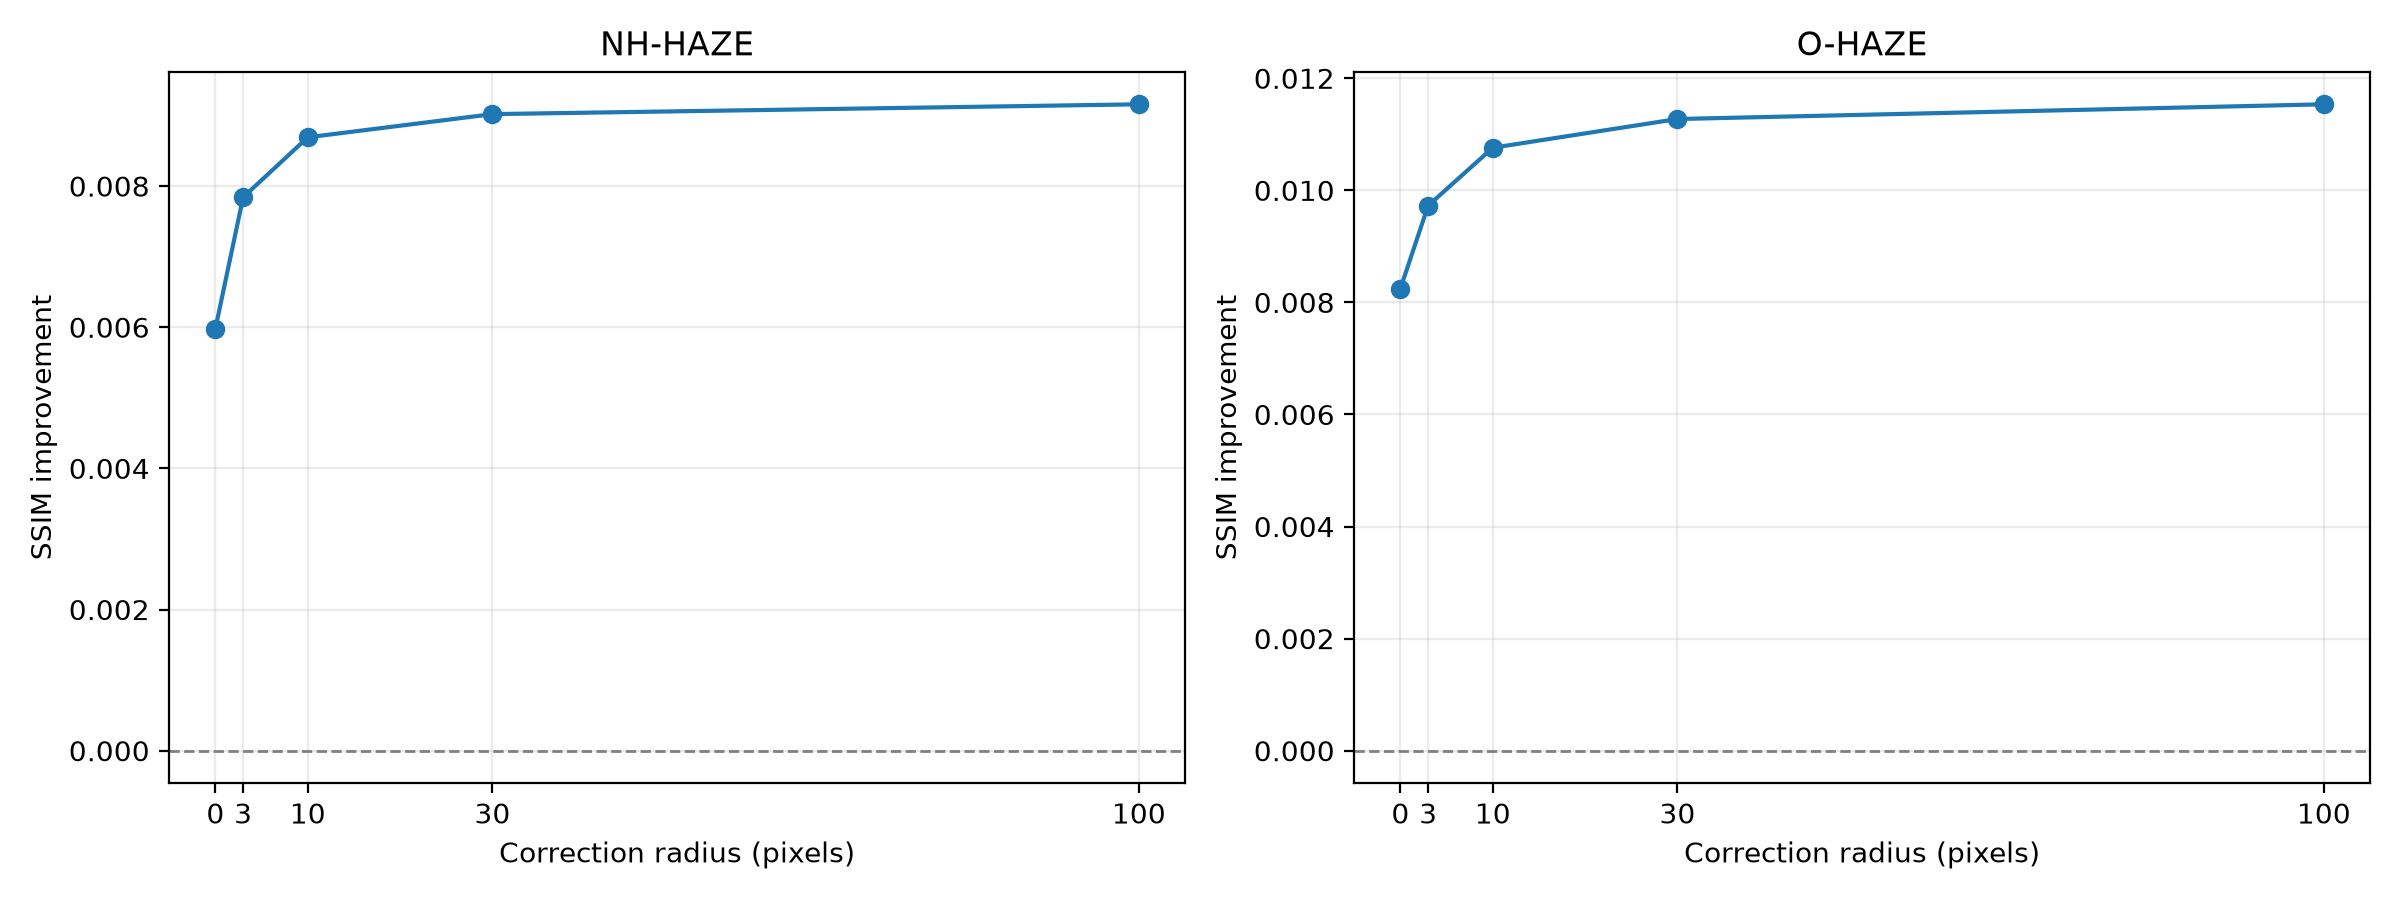 NH-HAZE
SSIM improvement
0.008
0.006
0.004
0.002
0.000
0 3 10 30 100
Correction radius (pixels)
O-HAZE
SSIM improvement
0.012
0.010
0.008
0.006
0.004
0.002
0.000
0 3 10 30 100
Correction radius (pixels)